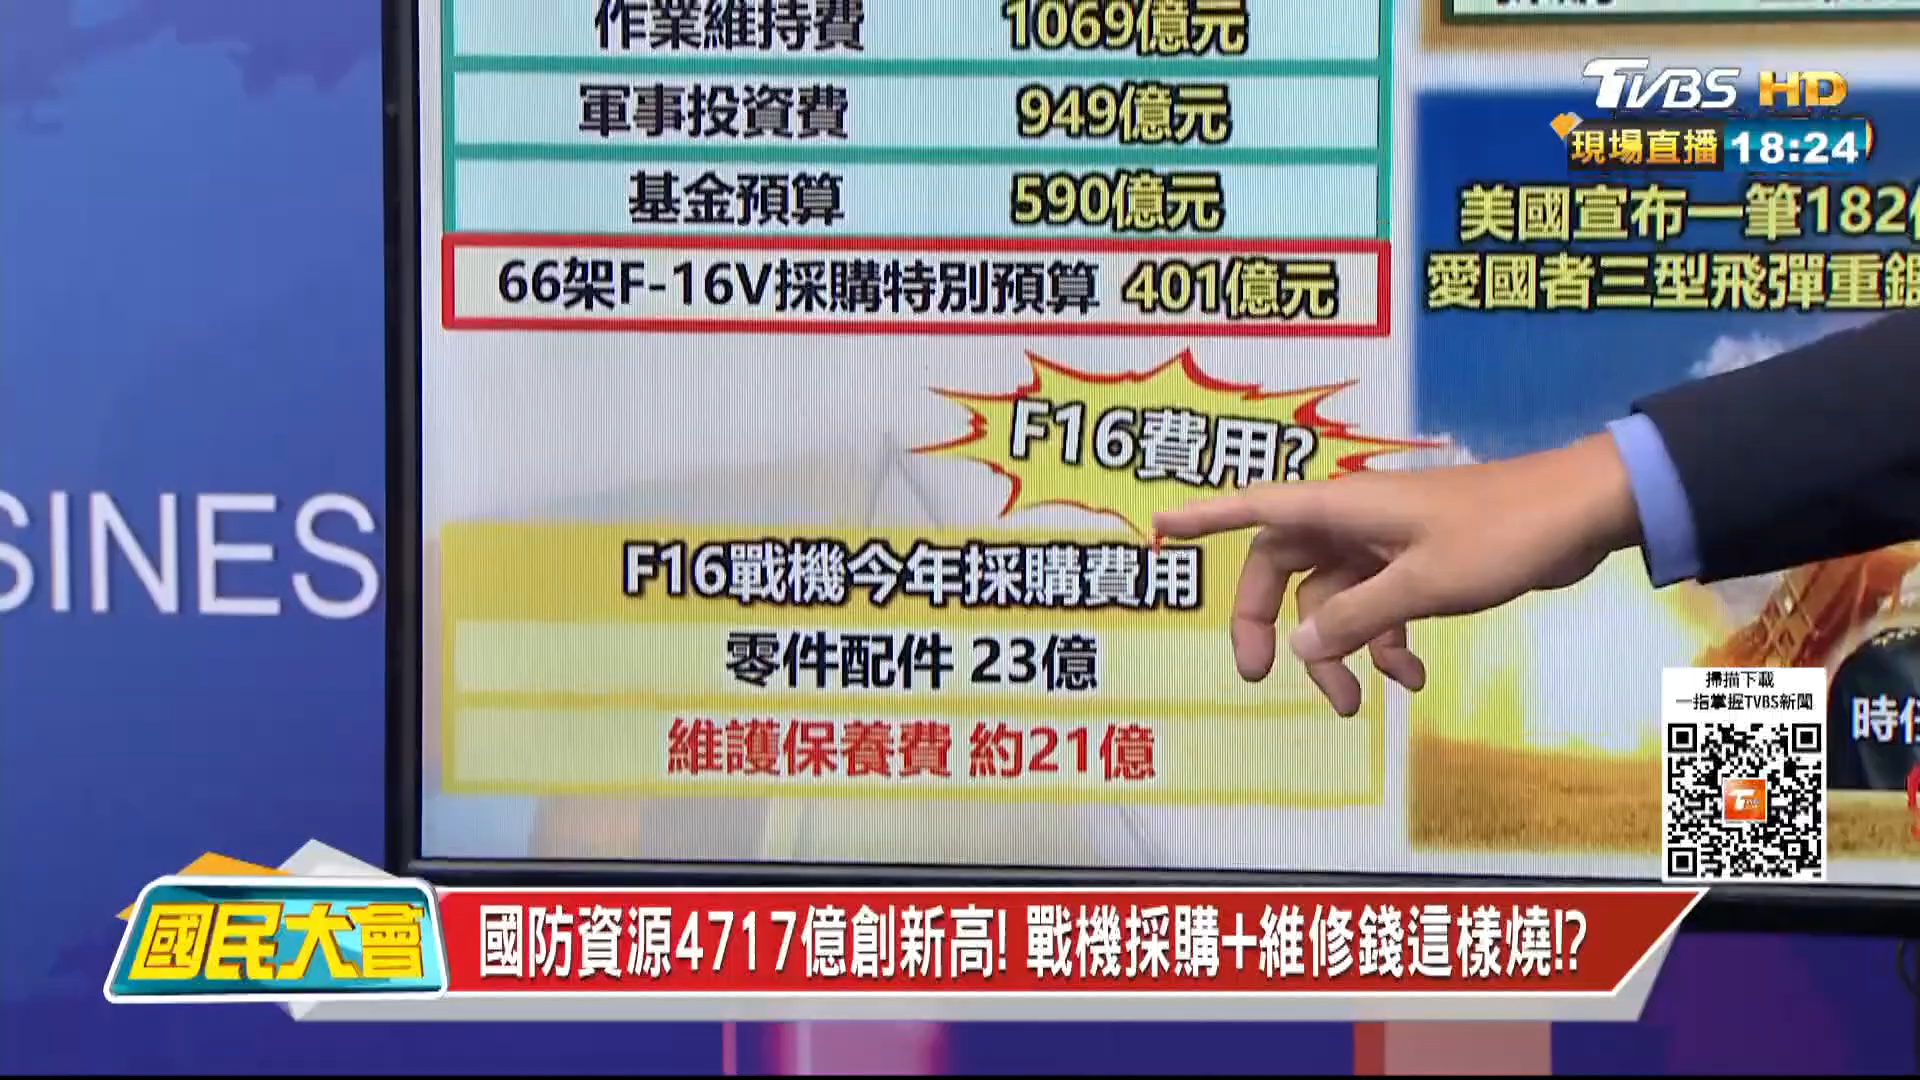 作業維持費 1069億元
軍事投資費 949億元
基金預算 590億元
66架F-16V採購特別預算 401億元
F16費用?
F16戰機今年採購費用
零件配件 23億
維護保養費 約21億
TVBS HD
現場直播 18:24
美國宣布一筆182
愛國者三型飛彈重
時任
掃描下載
一指掌握TVBS新聞
SINES
國民大會
國防資源4717億創新高! 戰機採購+維修錢這樣燒!?